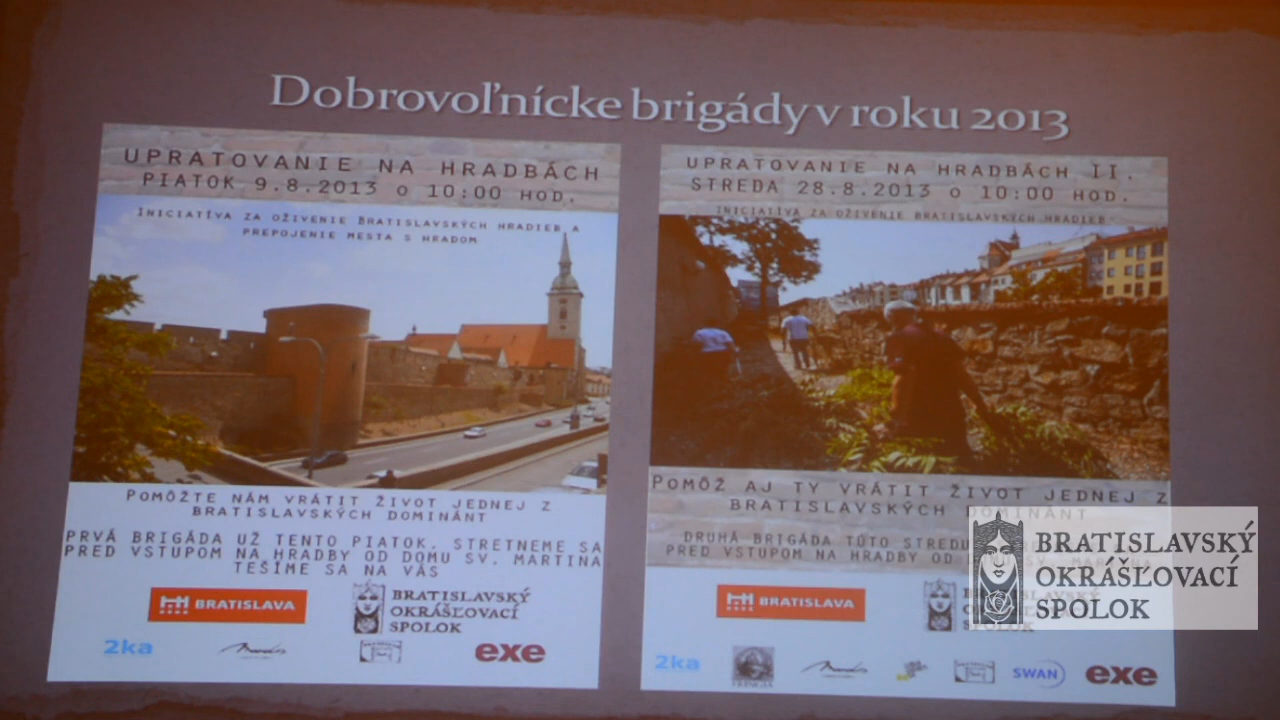 Dobrovoľnícke brigády v roku 2013
UPRATOVANIE NA HRADBÁCH
PIATOK 9.8.2013 o 10:00 HOD.
INICIATÍVA ZA OŽIVENIE BRATISLAVSKÝCH HRADIEB A
PREPOJENIE MESTA S HRADOM
POMÔŽTE NÁM VRÁTIT ŽIVOT JEDNEJ Z
BRATISLAVSKÝCH DOMINÁNT
PRVÁ BRIGÁDA UŽ TENTO PIATOK. STRETNEME SA
PRED VSTUPOM NA HRADBY OD DOMU SV. MARTINA
TEŠÍME SA NA VÁS
BRATISLAVA
BRATISLAVSKÝ
OKRÁŠĽOVACÍ
SPOLOK
2ka
exe
UPRATOVANIE NA HRADBÁCH II.
STREDA 28.8.2013 o 10:00 HOD.
INICIATÍVA ZA OŽIVENIE BRATISLAVSKÝCH HRADIEB
POMÔŽ AJ TY VRÁTIT ŽIVOT JEDNEJ Z
BRATISLAVSKÝCH DOMINÁNT
DRUHÁ BRIGÁDA TÚTO STREDU
PRED VSTUPOM NA HRADBY OD
BRATISLAVA
2ka
SWAN
exe
BRATISLAVSKÝ
OKRÁŠĽOVACÍ
SPOLOK